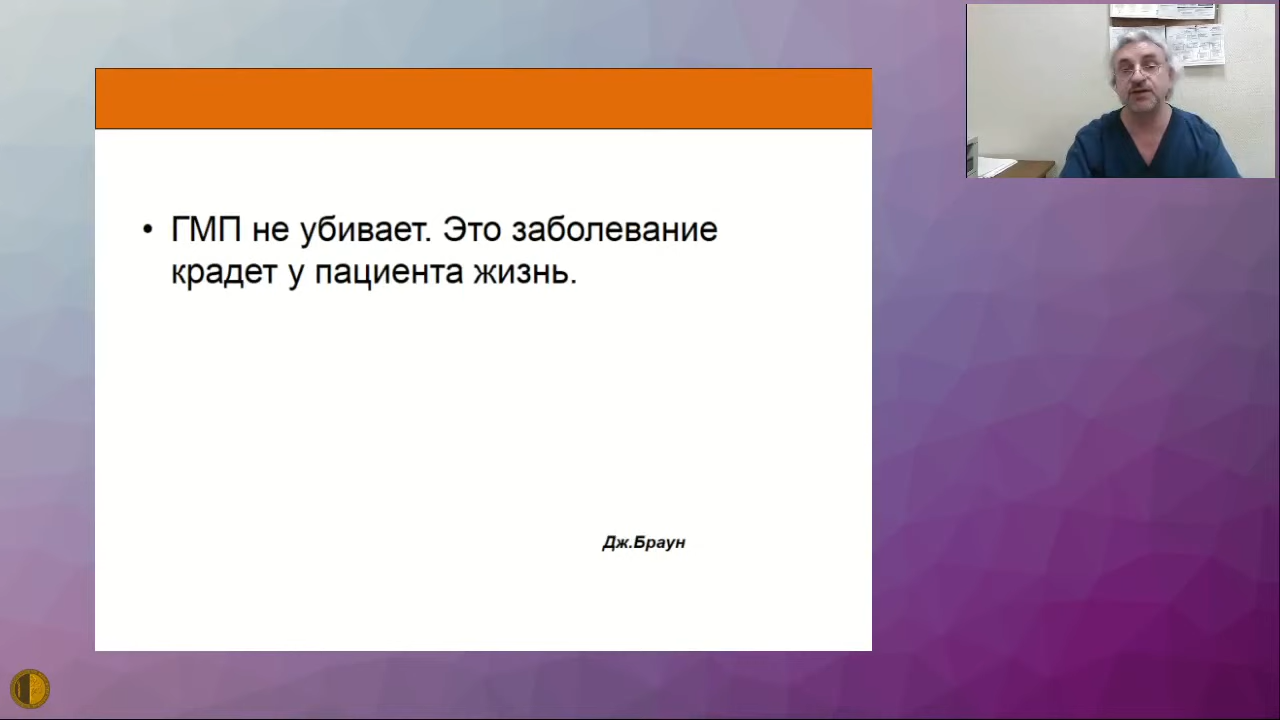 • ГМП не убивает. Это заболевание
крадет у пациента жизнь.
Дж.Браун